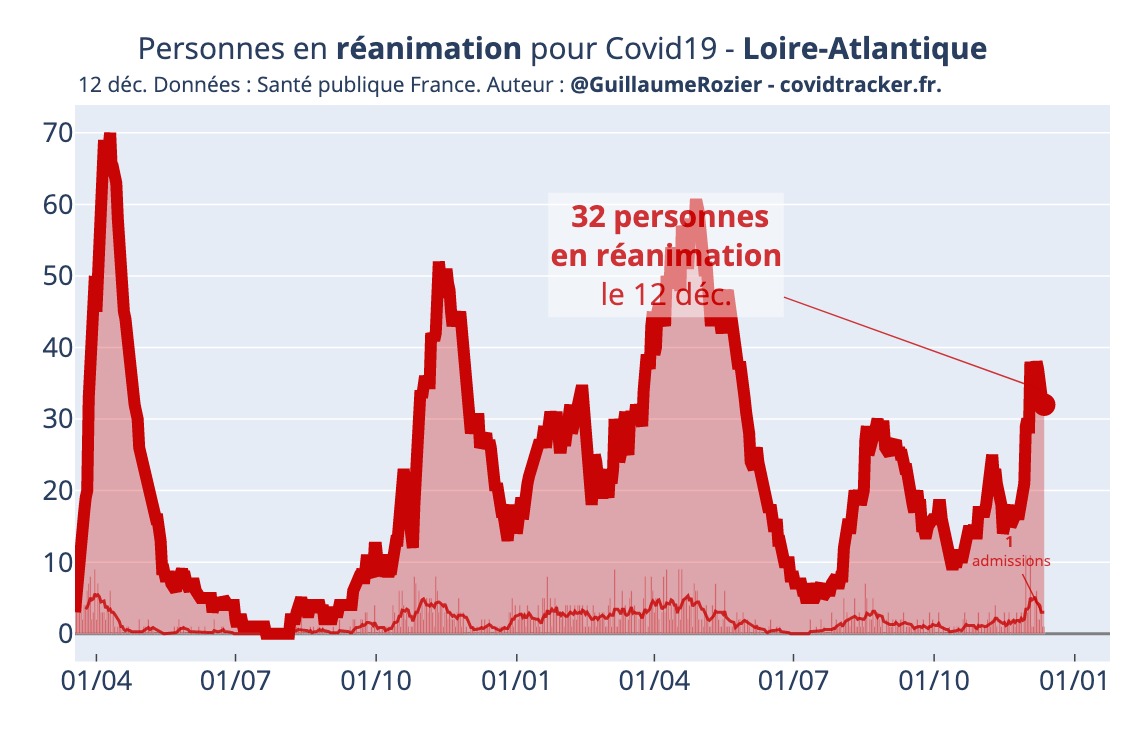 Personnes en réanimation pour Covid19 - Loire-Atlantique
12 déc. Données : Santé publique France. Auteur : @GuillaumeRozier - covidtracker.fr.
70
60
50
40
30
20
10
0
32 personnes
en réanimation
le 12 déc.
1
admissions
01/04
01/07
01/10
01/01
01/04
01/07
01/10
01/01